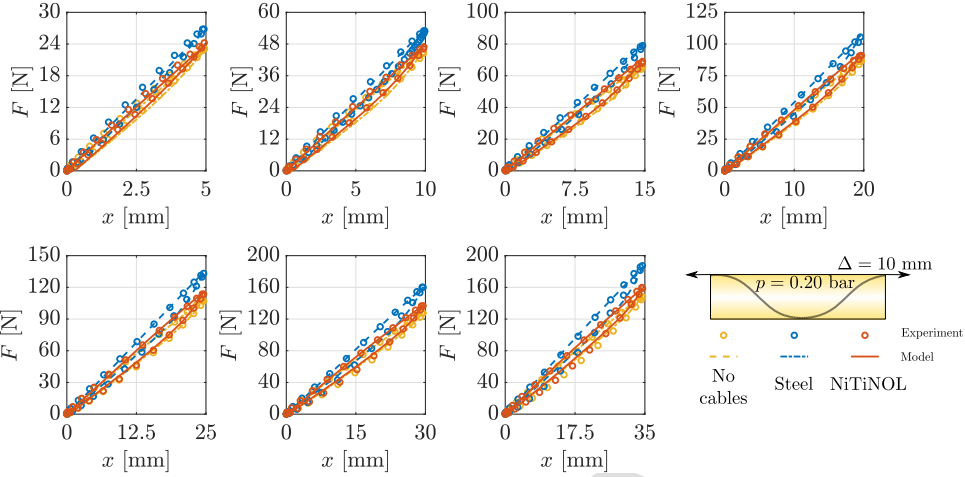 30
24
18
12
6
0
F [N]
0 2.5 5
x [mm]
60
48
36
24
12
0
F [N]
0 5 10
x [mm]
100
80
60
40
20
0
F [N]
0 7.5 15
x [mm]
125
100
75
50
25
0
F [N]
0 10 20
x [mm]
150
120
90
60
30
0
F [N]
0 12.5 25
x [mm]
200
160
120
80
40
0
F [N]
0 15 30
x [mm]
200
160
120
80
40
0
F [N]
0 17.5 35
x [mm]
Δ = 10 mm
p = 0.20 bar
Experiment
Model
No
cables
Steel
NiTiNOL